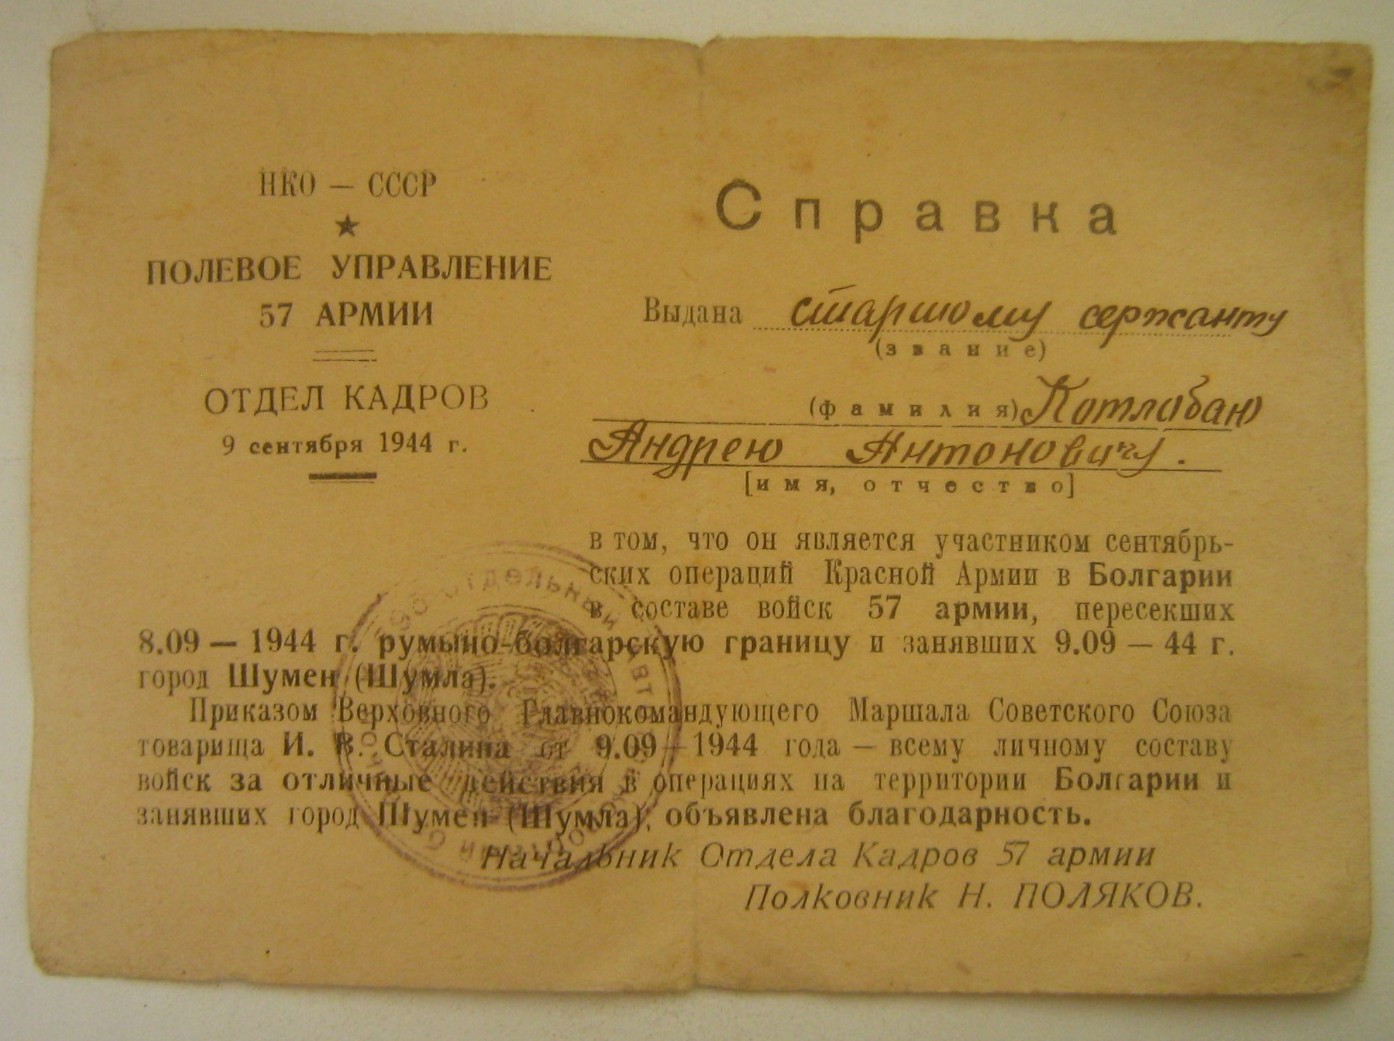 НКО — СССР
★
ПОЛЕВОЕ УПРАВЛЕНИЕ
57 АРМИИ
ОТДЕЛ КАДРОВ
9 сентября 1944 г.
Справка
Выдана старшому сержанту
(звание)
(фамилия) Котлобаю
Андрею Антоновичу.
[имя, отчество]
в том, что он является участником сентябрь-
ских операций Красной Армии в Болгарии
в составе войск 57 армии, пересекших
8.09 — 1944 г. румыно-болгарскую границу и занявших 9.09 — 44 г.
город Шумен (Шумла).
Приказом Верховного Главнокомандующего Маршала Советского Союза
товарища И. В. Сталина от 9.09 — 1944 года — всему личному составу
войск за отличные действия в операциях на территории Болгарии и
занявших город Шумен (Шумла), объявлена благодарность.
Начальник Отдела Кадров 57 армии
Полковник Н. ПОЛЯКОВ.